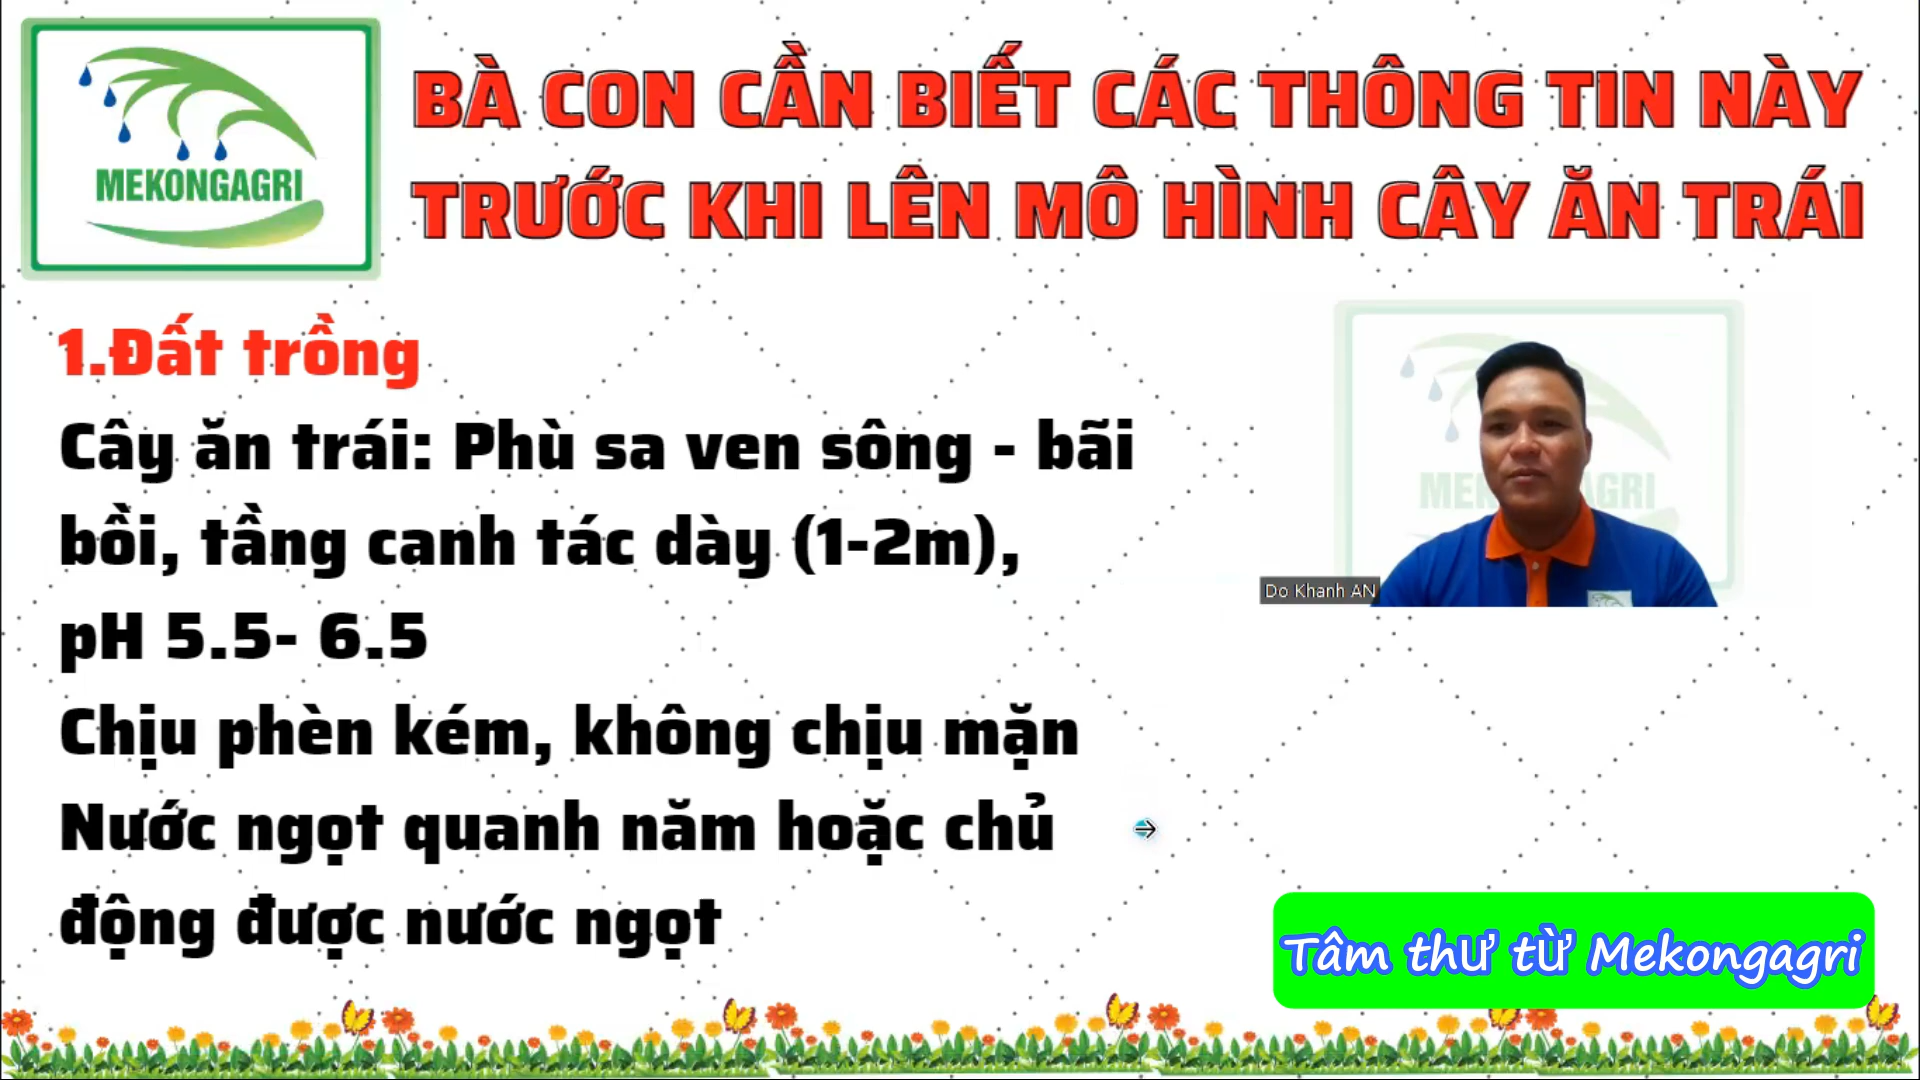 MEKONGAGRI
BÀ CON CẦN BIẾT CÁC THÔNG TIN NÀY
TRƯỚC KHI LÊN MÔ HÌNH CÂY ĂN TRÁI
1.Đất trồng
Cây ăn trái: Phù sa ven sông - bãi
bồi, tầng canh tác dày (1-2m),
pH 5.5- 6.5
Chịu phèn kém, không chịu mặn
Nước ngọt quanh năm hoặc chủ
động được nước ngọt
Do Khanh AN
Tâm thư từ Mekongagri